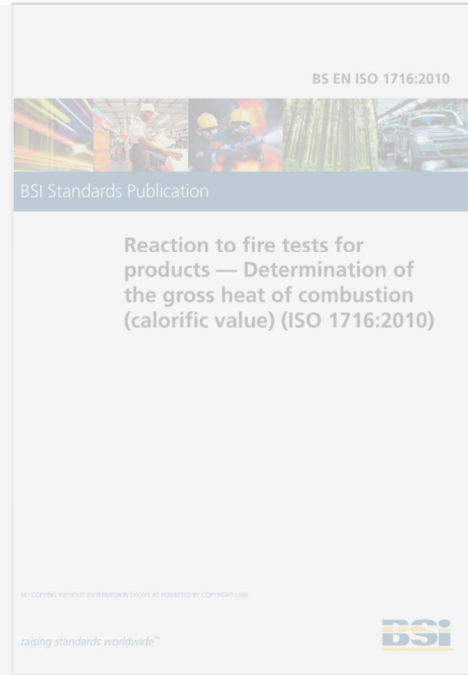 BS EN ISO 1716:2010
BSI Standards Publication
Reaction to fire tests for
products — Determination of
the gross heat of combustion
(calorific value) (ISO 1716:2010)
NO COPYING WITHOUT BSI PERMISSION EXCEPT AS PERMITTED BY COPYRIGHT LAW
raising standards worldwide™
BSi